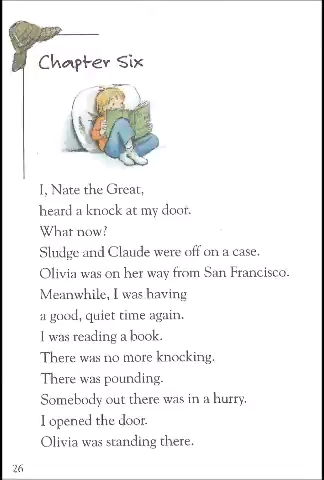 Chapter Six
I, Nate the Great,
heard a knock at my door.
What now?
Sludge and Claude were off on a case.
Olivia was on her way from San Francisco.
Meanwhile, I was having
a good, quiet time again.
I was reading a book.
There was no more knocking.
There was pounding.
Somebody out there was in a hurry.
I opened the door.
Olivia was standing there.
26